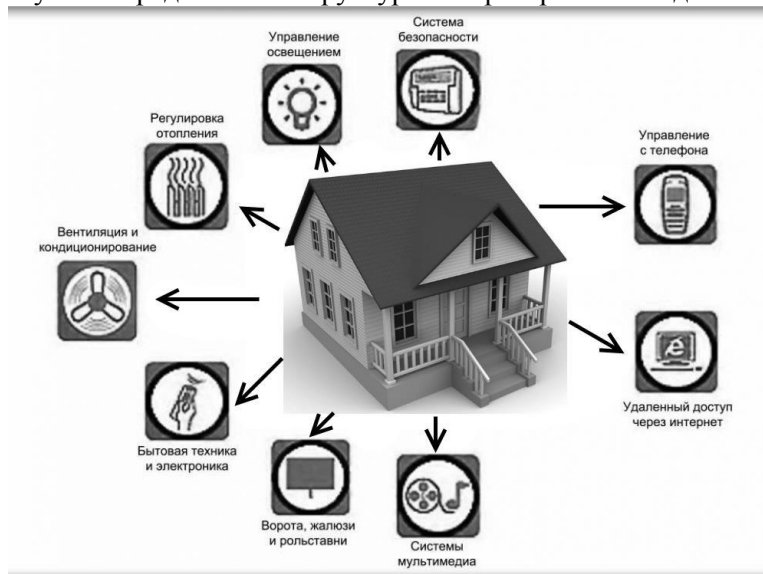 Управление
освещением
Система
безопасности
Регулировка
отопления
Управление
с телефона
Вентиляция и
кондиционирование
Удаленный доступ
через интернет
Бытовая техника
и электроника
Ворота, жалюзи
и рольставни
Системы
мультимедиа